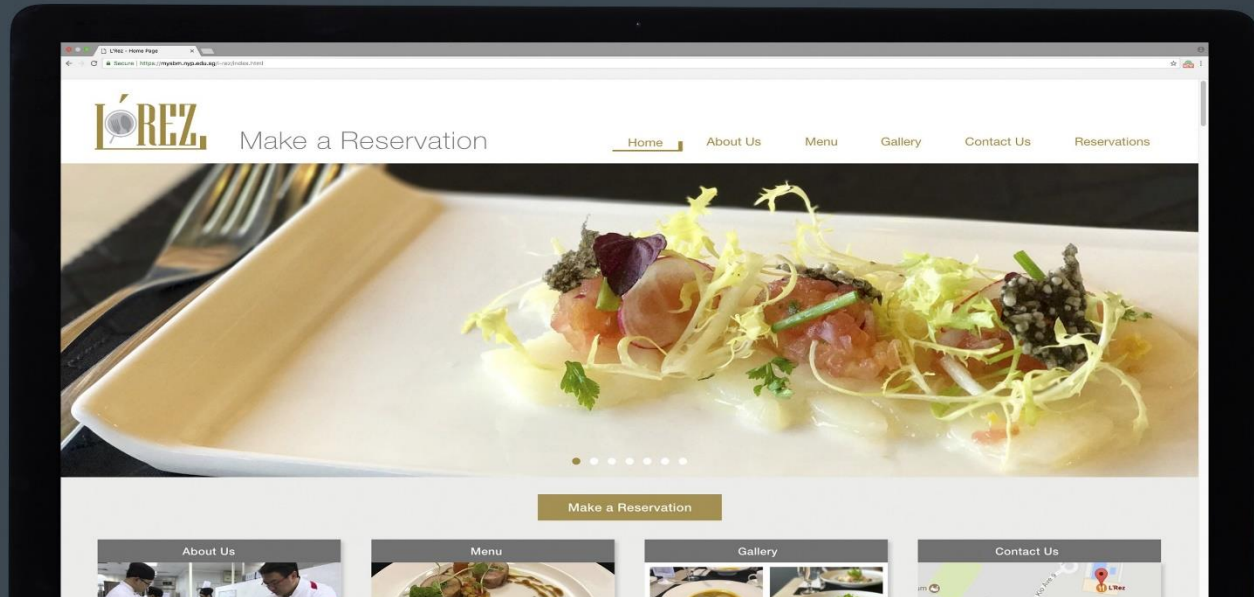 L'Rez - Home Page
Secure | https://mysbm.nyp.edu.sg/l-rez/index.html
L'REZ
Make a Reservation
Home
About Us
Menu
Gallery
Contact Us
Reservations
Make a Reservation
About Us
Menu
Gallery
Contact Us
L'Rez